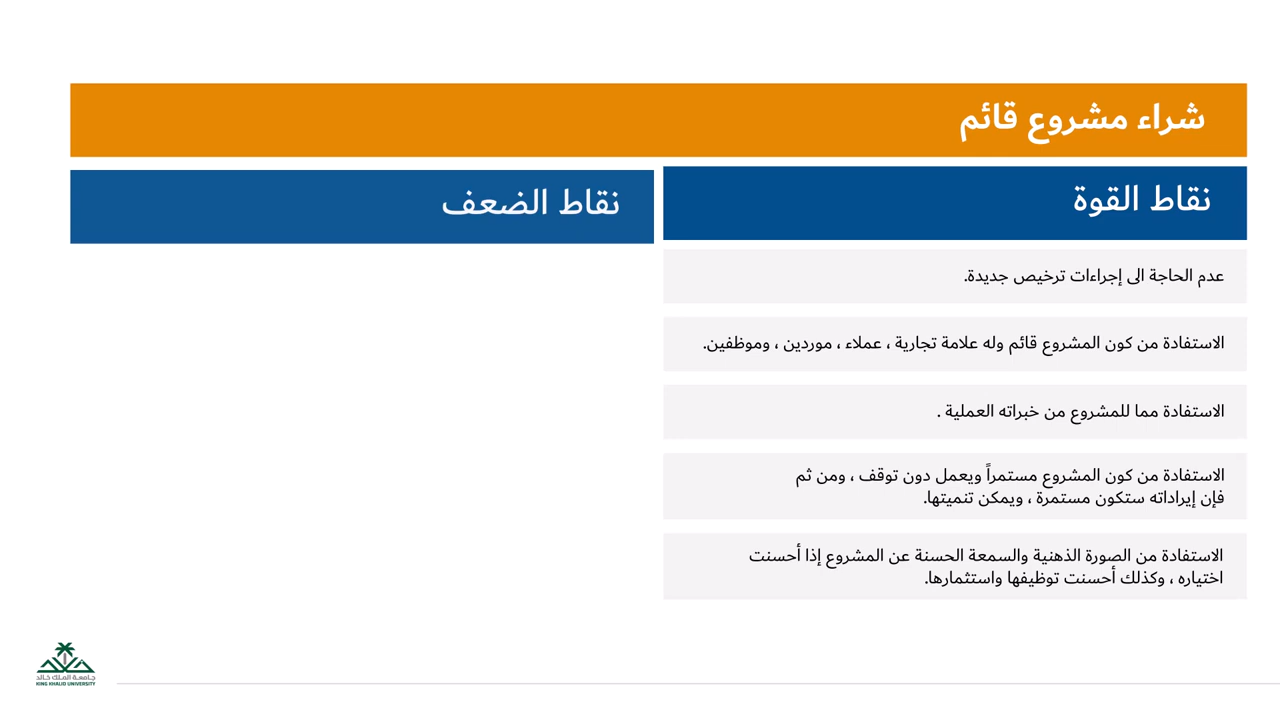 شراء مشروع قائم
نقاط القوة
عدم الحاجة الى إجراءات ترخيص جديدة.
الاستفادة من كون المشروع قائم وله علامة تجارية ، عملاء ، موردين ، وموظفين.
الاستفادة مما للمشروع من خبراته العملية .
الاستفادة من كون المشروع مستمراً ويعمل دون توقف ، ومن ثم
فإن إيراداته ستكون مستمرة ، ويمكن تنميتها.
الاستفادة من الصورة الذهنية والسمعة الحسنة عن المشروع إذا أحسنت
اختياره ، وكذلك أحسنت توظيفها واستثمارها.
نقاط الضعف
جامعة الملك خالد
KING KHALID UNIVERSITY